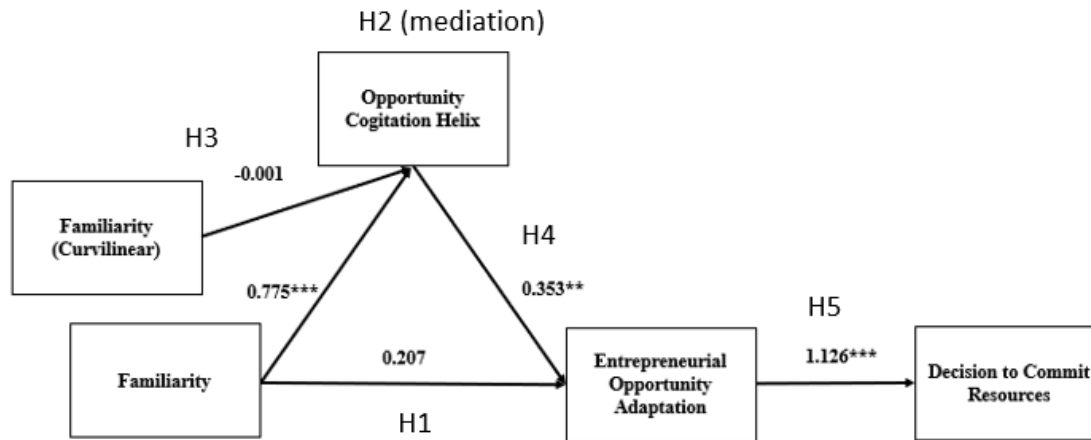 H2 (mediation)
Opportunity
Cogitation Helix
H3
-0.001
Familiarity
(Curvilinear)
H4
0.775***
0.353**
H5
Familiarity
0.207
Entrepreneurial
Opportunity
Adaptation
1.126***
Decision to Commit
Resources
H1